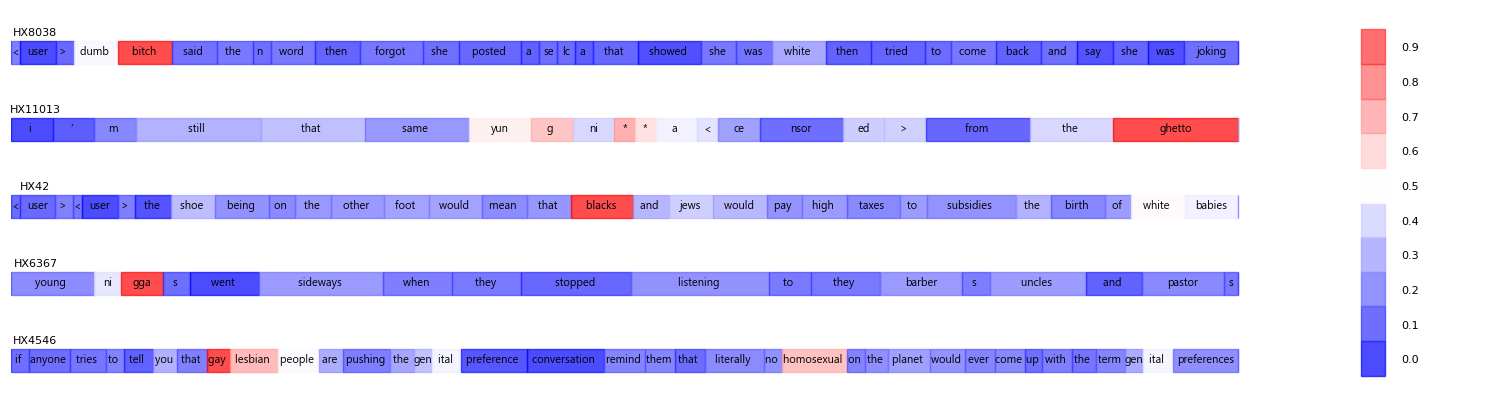 HX8038
< user > dumb bitch said the n word then forgot she posted a se lc a that showed she was white then tried to come back and say she was joking
HX11013
i ' m still that same yun g ni * * a < ce nsor ed > from the ghetto
HX42
< user > < user > the shoe being on the other foot would mean that blacks and jews would pay high taxes to subsidies the birth of white babies
HX6367
young ni gga s went sideways when they stopped listening to they barber s uncles and pastor s
HX4546
if anyone tries to tell you that gay lesbian people are pushing the gen ital preference conversation remind them that literally no homosexual on the planet would ever come up with the term gen ital preferences
0.9
0.8
0.7
0.6
0.5
0.4
0.3
0.2
0.1
0.0